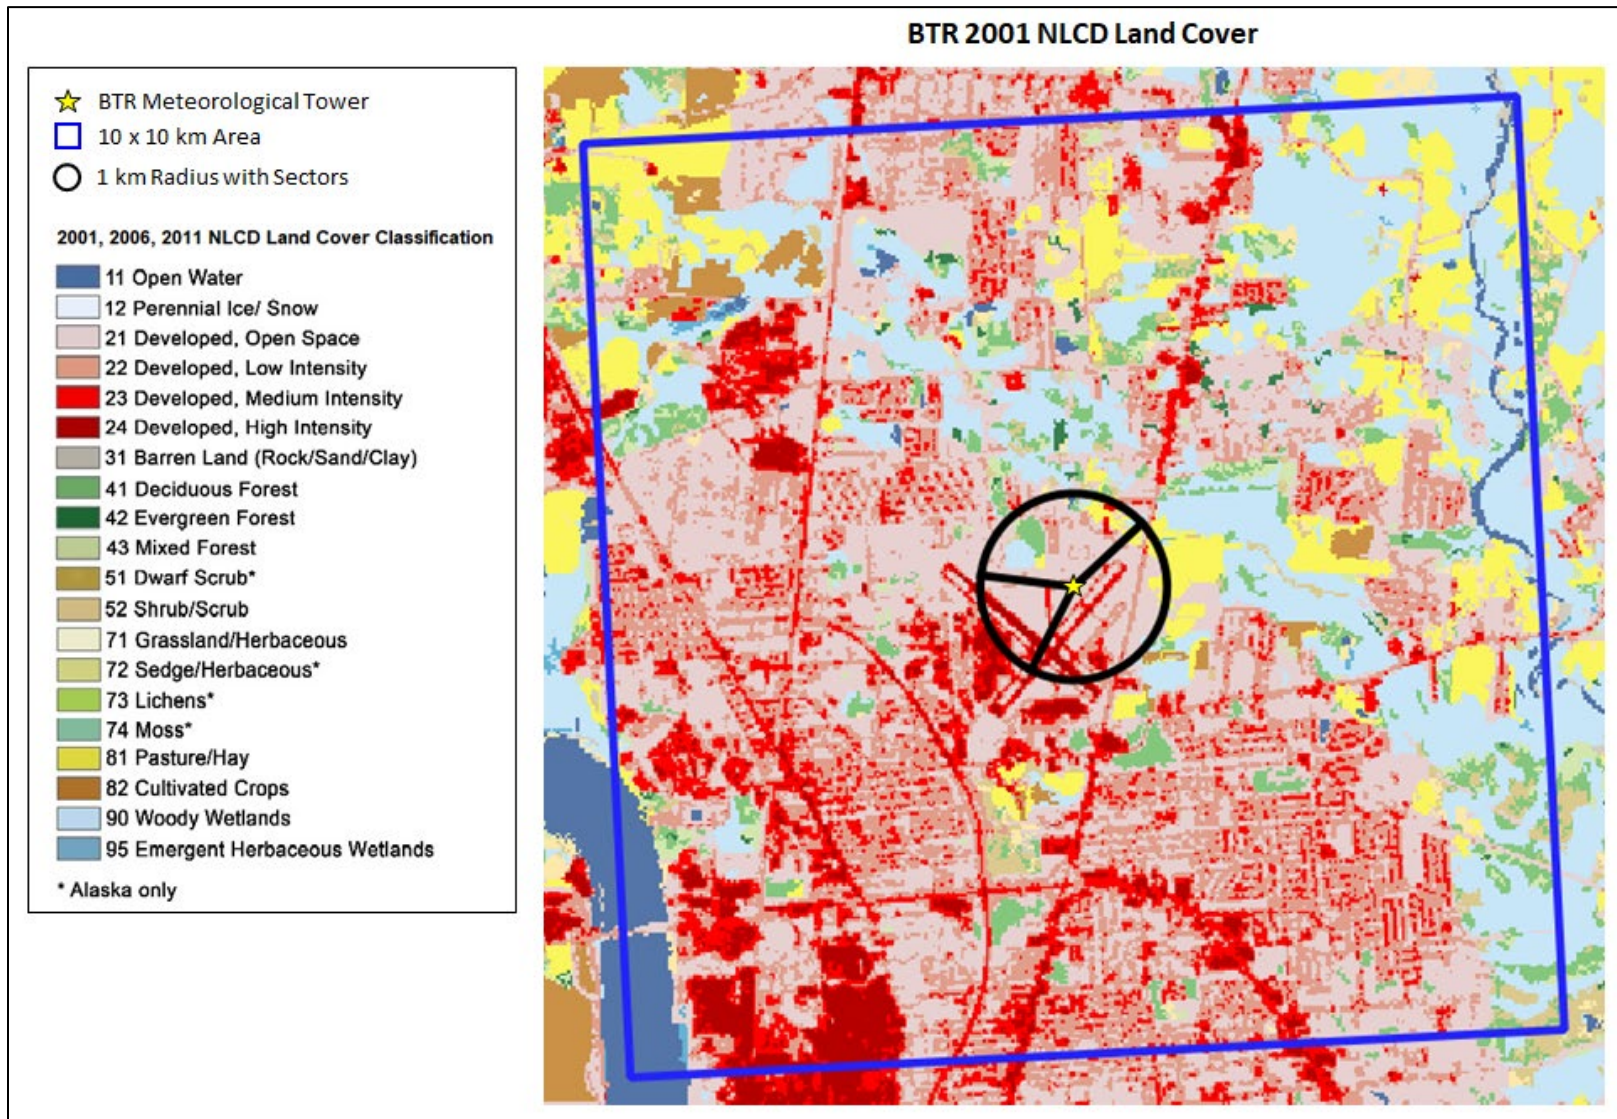 BTR 2001 NLCD Land Cover
BTR Meteorological Tower
10 x 10 km Area
1 km Radius with Sectors
2001, 2006, 2011 NLCD Land Cover Classification
11 Open Water
12 Perennial Ice/ Snow
21 Developed, Open Space
22 Developed, Low Intensity
23 Developed, Medium Intensity
24 Developed, High Intensity
31 Barren Land (Rock/Sand/Clay)
41 Deciduous Forest
42 Evergreen Forest
43 Mixed Forest
51 Dwarf Scrub*
52 Shrub/Scrub
71 Grassland/Herbaceous
72 Sedge/Herbaceous*
73 Lichens*
74 Moss*
81 Pasture/Hay
82 Cultivated Crops
90 Woody Wetlands
95 Emergent Herbaceous Wetlands
* Alaska only